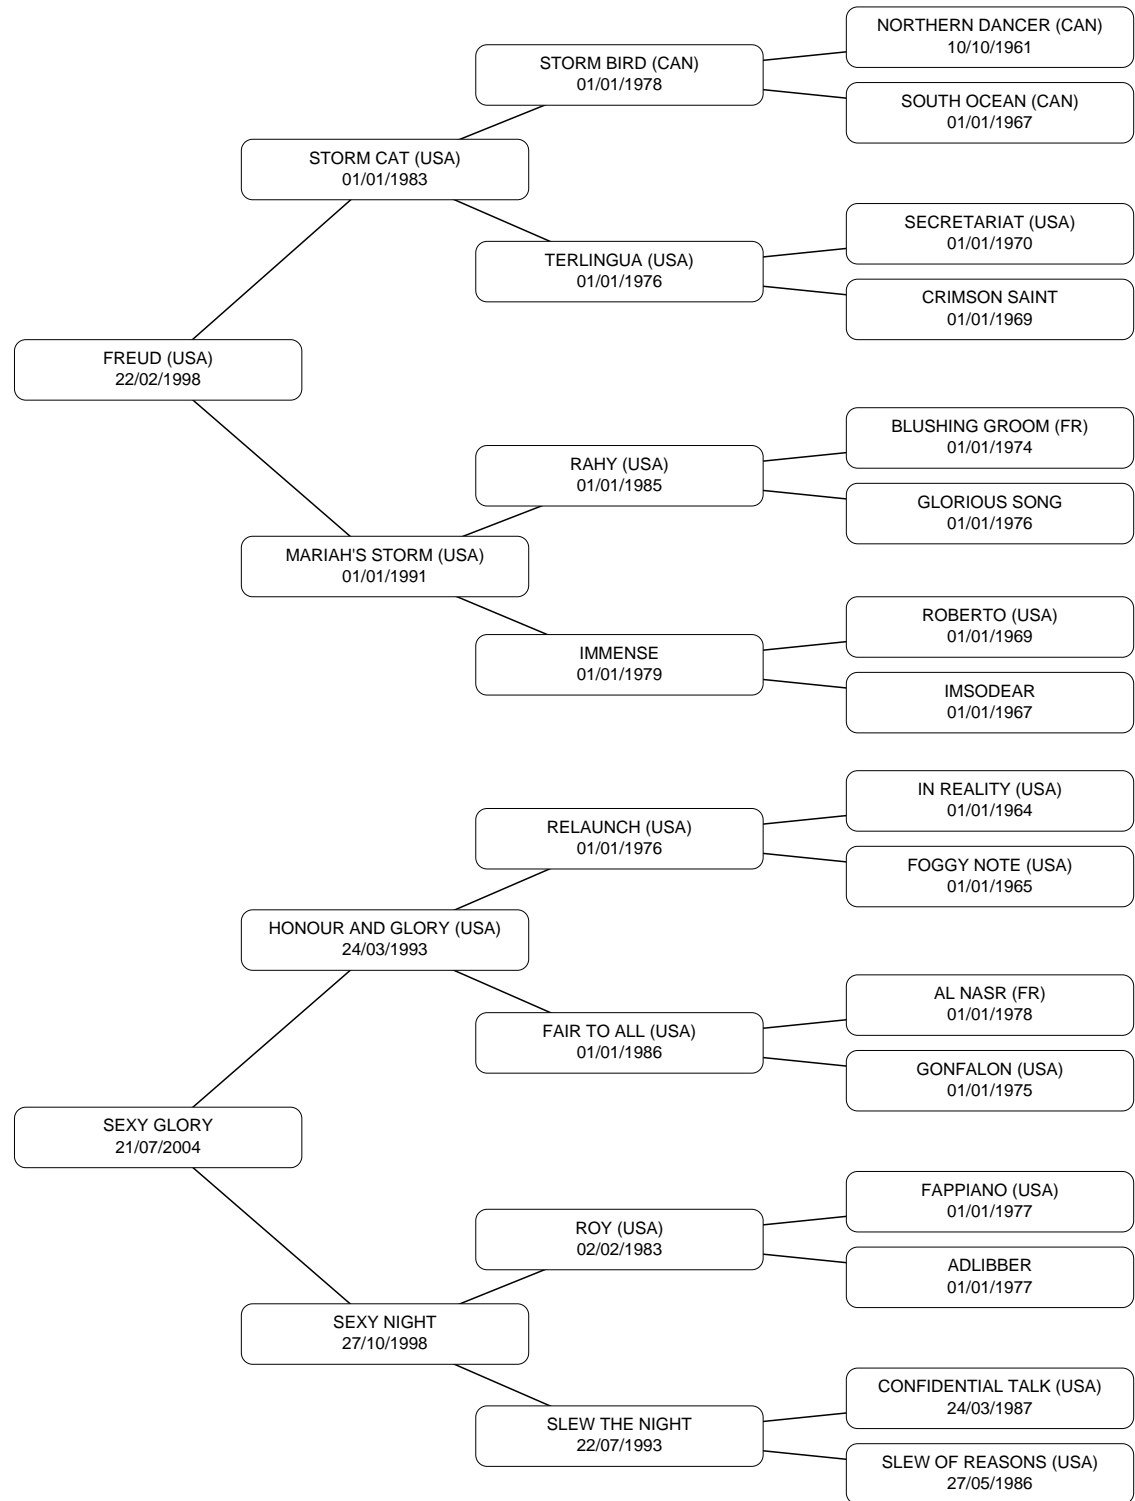 NORTHERN DANCER (CAN)
10/10/1961
STORM BIRD (CAN)
01/01/1978
SOUTH OCEAN (CAN)
01/01/1967
STORM CAT (USA)
01/01/1983
SECRETARIAT (USA)
01/01/1970
TERLINGUA (USA)
01/01/1976
CRIMSON SAINT
01/01/1969
FREUD (USA)
22/02/1998
BLUSHING GROOM (FR)
01/01/1974
RAHY (USA)
01/01/1985
GLORIOUS SONG
01/01/1976
MARIAH'S STORM (USA)
01/01/1991
ROBERTO (USA)
01/01/1969
IMMENSE
01/01/1979
IMSODEAR
01/01/1967
IN REALITY (USA)
01/01/1964
RELAUNCH (USA)
01/01/1976
FOGGY NOTE (USA)
01/01/1965
HONOUR AND GLORY (USA)
24/03/1993
AL NASR (FR)
01/01/1978
FAIR TO ALL (USA)
01/01/1986
GONFALON (USA)
01/01/1975
SEXY GLORY
21/07/2004
FAPPIANO (USA)
01/01/1977
ROY (USA)
02/02/1983
ADLIBBER
01/01/1977
SEXY NIGHT
27/10/1998
CONFIDENTIAL TALK (USA)
24/03/1987
SLEW THE NIGHT
22/07/1993
SLEW OF REASONS (USA)
27/05/1986